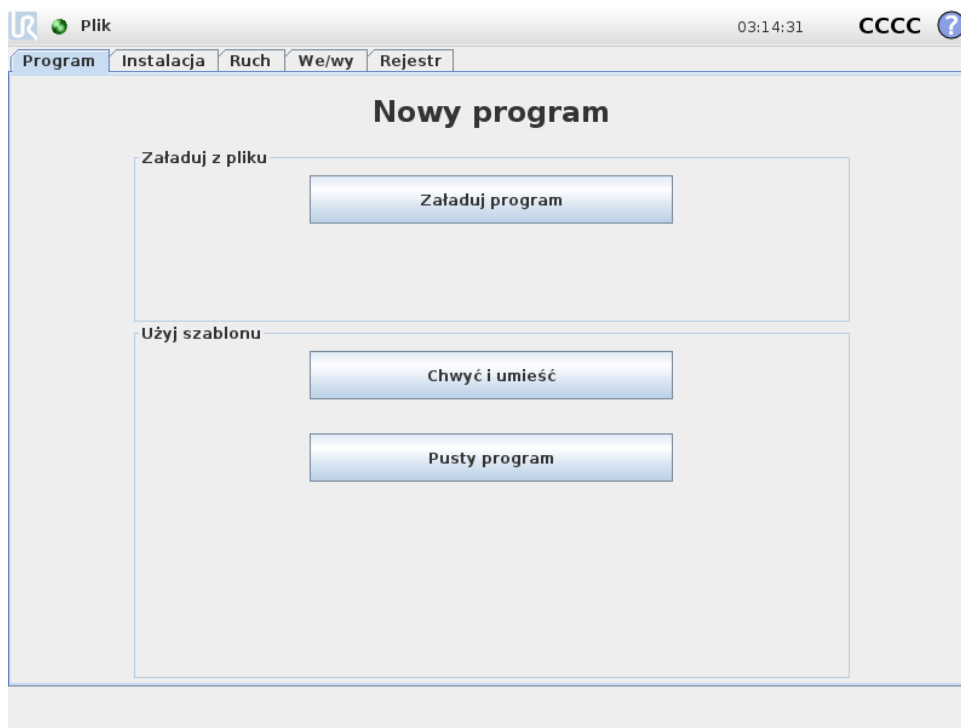 UR Plik 03:14:31 CCCC ?
Program Instalacja Ruch We/wy Rejestr
Nowy program
Załaduj z pliku
Załaduj program
Użyj szablonu
Chwyć i umieść
Pusty program